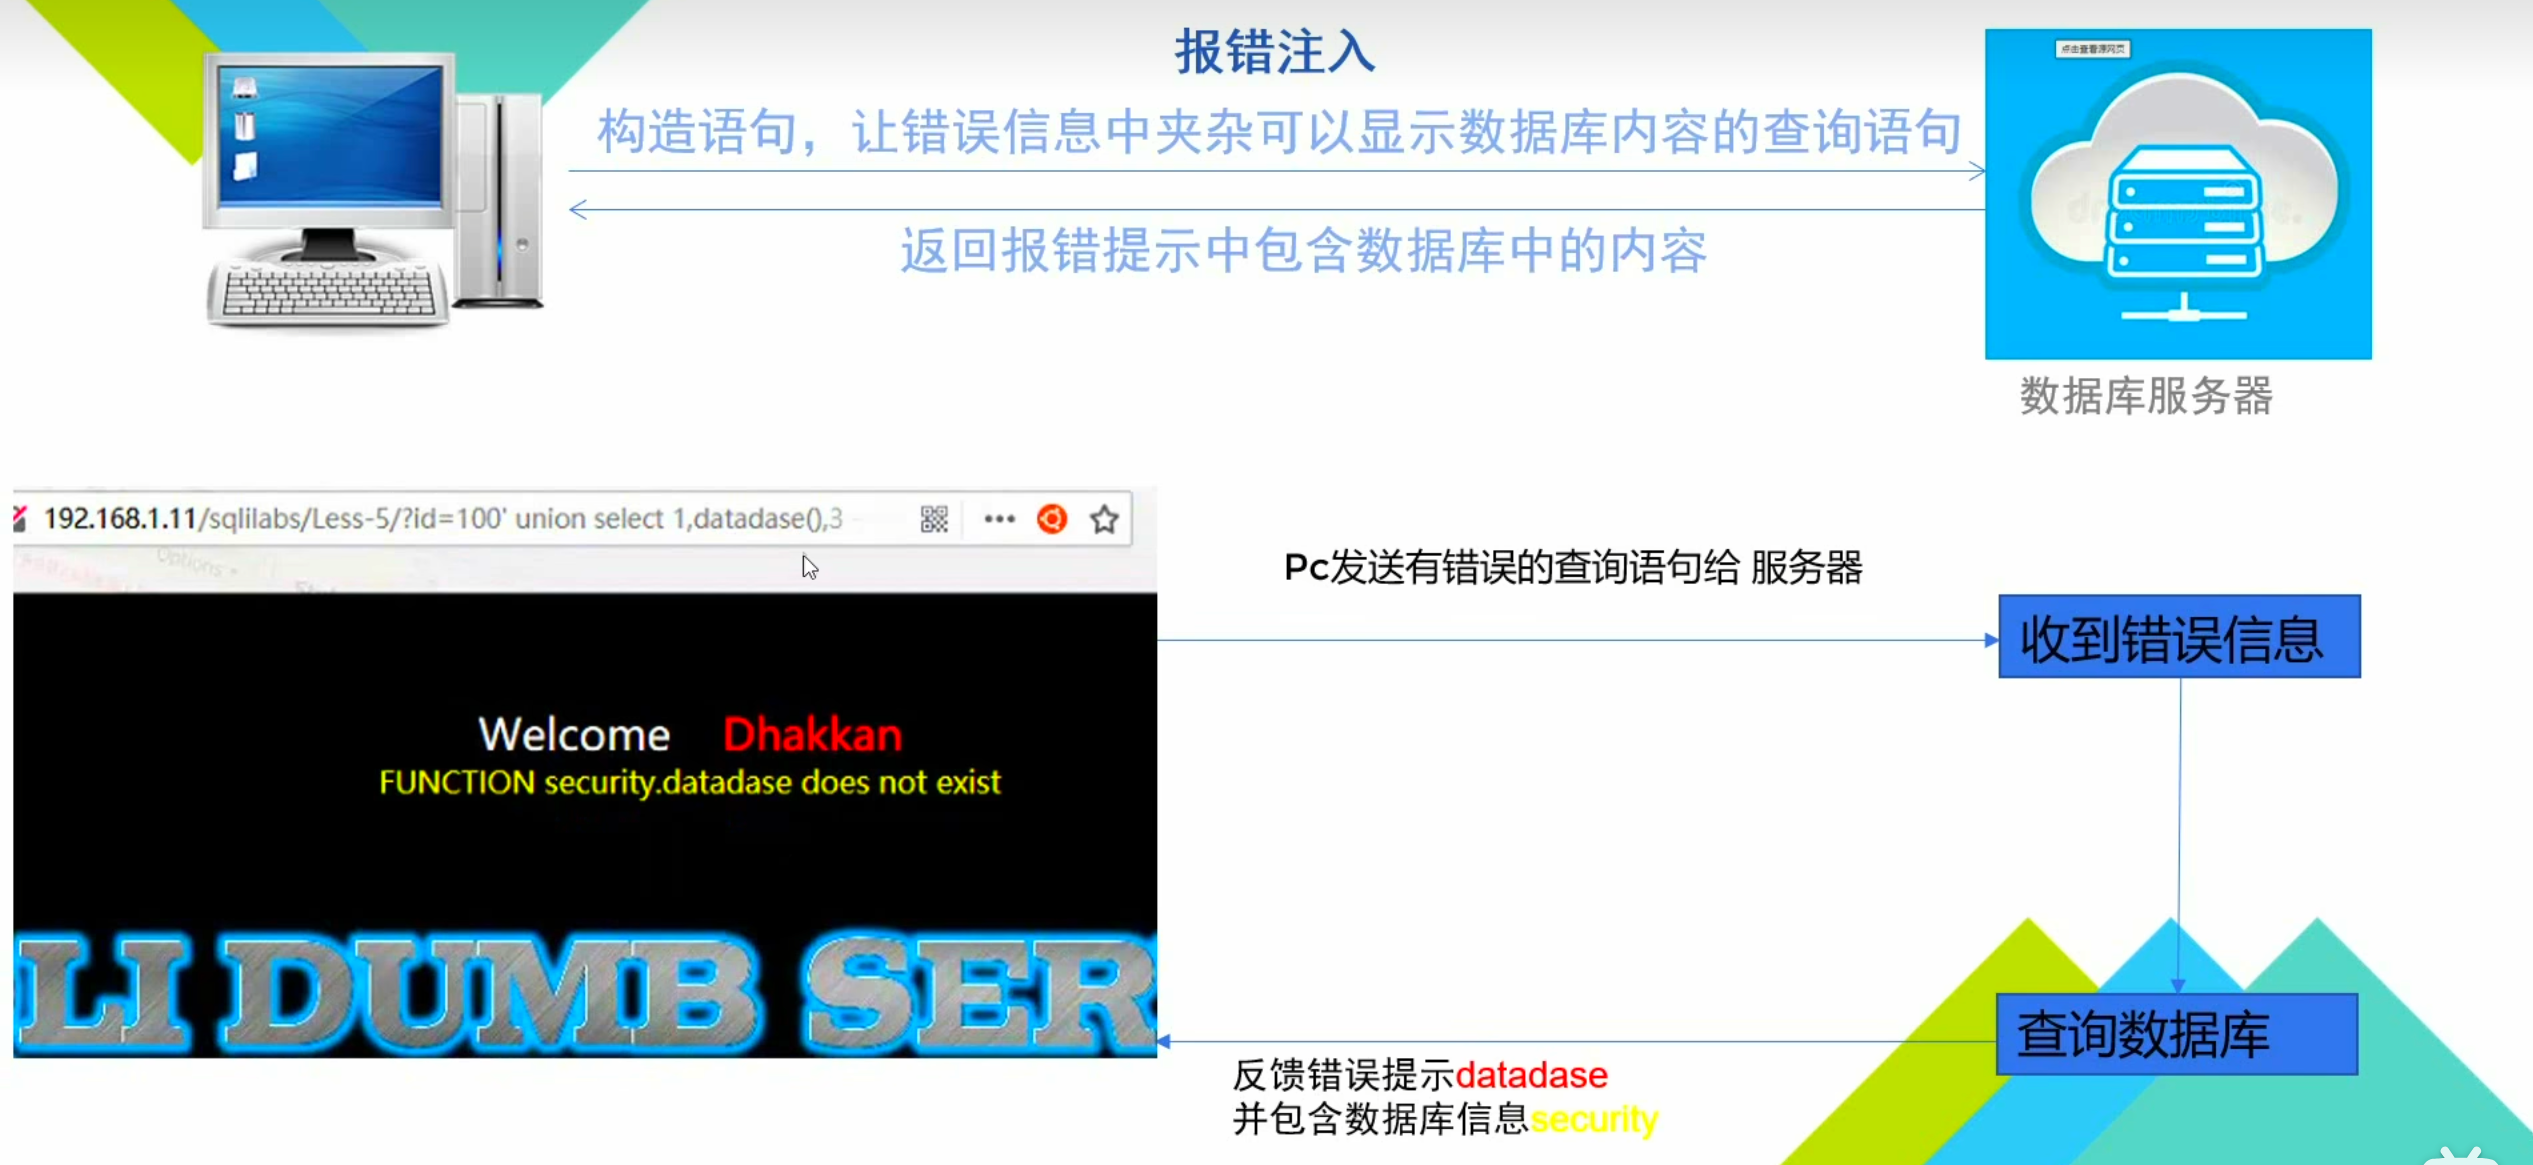 报错注入
点击查看源网页
构造语句，让错误信息中夹杂可以显示数据库内容的查询语句
返回报错提示中包含数据库中的内容
数据库服务器
192.168.1.11/sqlilabs/Less-5/?id=100' union select 1,datadase(),3
Options
Pc发送有错误的查询语句给 服务器
收到错误信息
Welcome Dhakkan
FUNCTION security.datadase does not exist
LI DUMB SER
查询数据库
反馈错误提示datadase
并包含数据库信息security